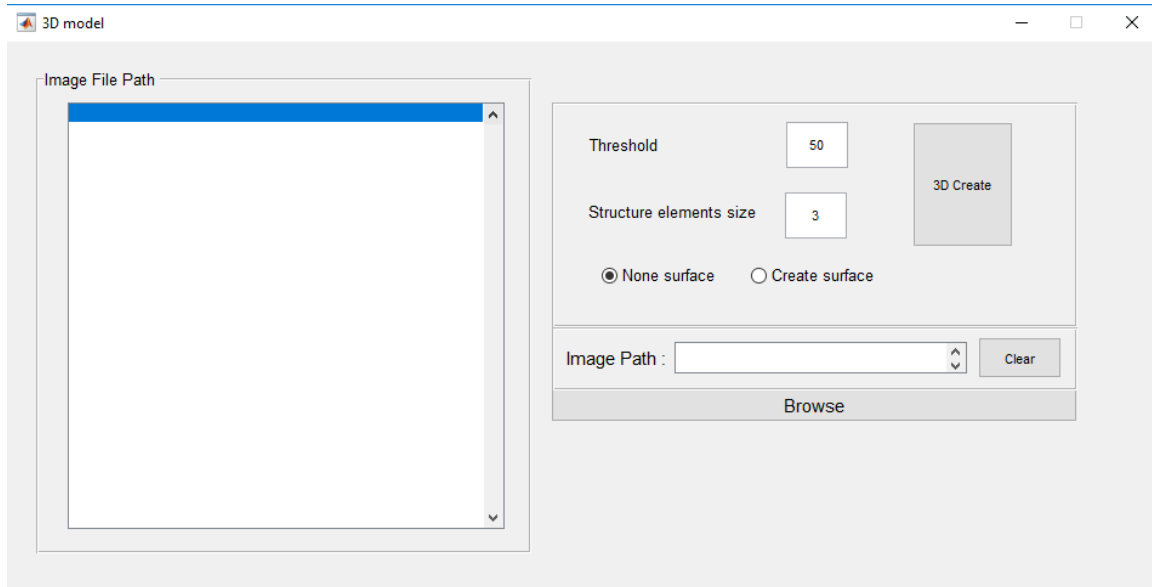 3D model
Image File Path
Threshold
50
3D Create
Structure elements size
3
None surface
Create surface
Image Path :
Clear
Browse